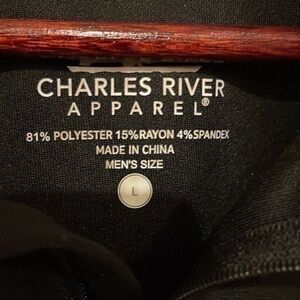 CHARLES RIVER
APPAREL®
81% POLYESTER 15%RAYON 4%SPANDEX
MADE IN CHINA
MEN'S SIZE
L